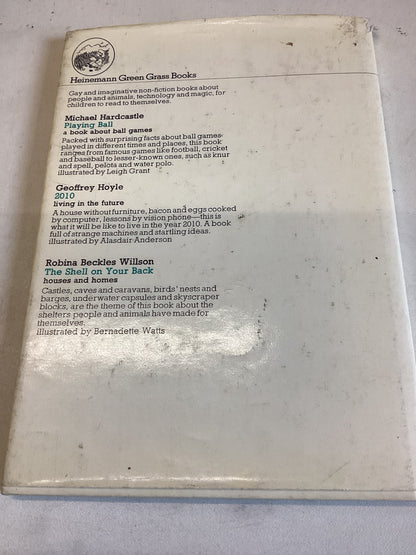 Heinemann Green Grass Books
Gay and imaginative non-fiction books about
people and animals, technology and magic, for
children to read to themselves.
Michael Hardcastle
Playing Ball
a book about ball games
Packed with surprising facts about ball games
played in different times and places, this book
ranges from famous games like football, cricket
and baseball to lesser-known ones, such as knur
and spell, pelota and water polo.
illustrated by Leigh Grant
Geoffrey Hoyle
2010
living in the future
A house without furniture, bacon and eggs cooked
by computer, lessons by vision phone—this is
what it will be like to live in the year 2010. A book
full of strange machines and startling ideas.
illustrated by Alasdair Anderson
Robina Beckles Willson
The Shell on Your Back
houses and homes
Castles, caves and caravans, birds' nests and
barges, underwater capsules and skyscraper
blocks, are the theme of this book about the
shelters people and animals have made for
themselves.
illustrated by Bernadette Watts